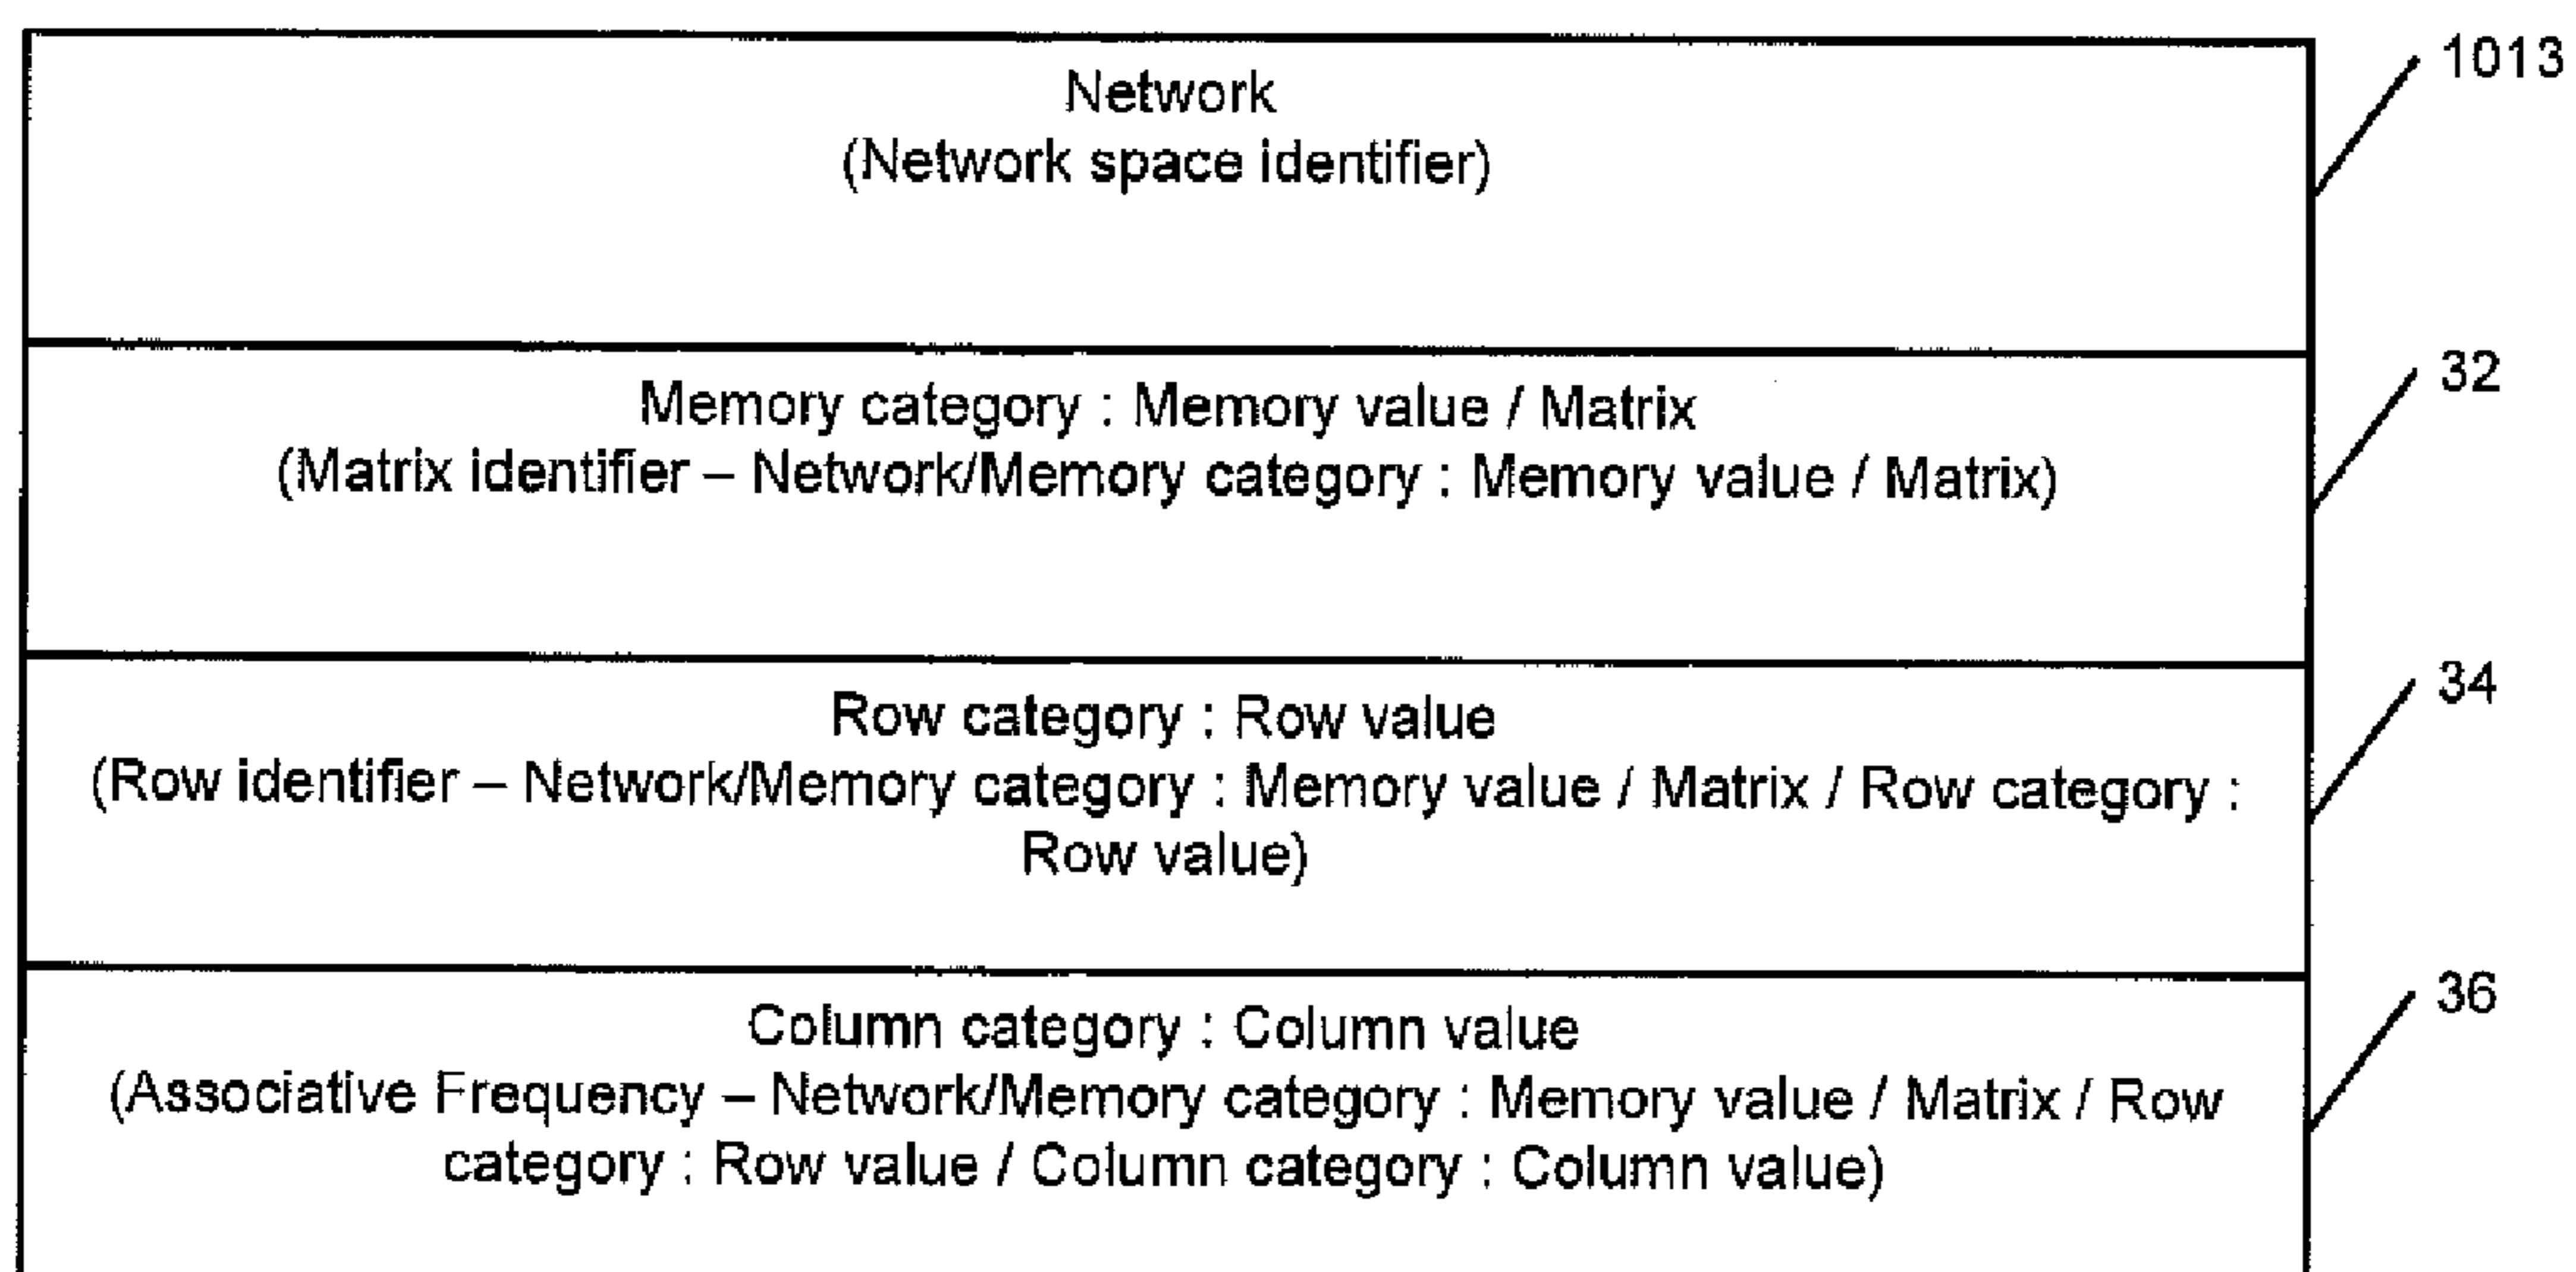 Network
1013
(Network space identifier)
Memory category : Memory value / Matrix
32
(Matrix identifier – Network/Memory category : Memory value / Matrix)
Row category : Row value
34
(Row identifier – Network/Memory category : Memory value / Matrix / Row category :
Row value)
Column category : Column value
36
(Associative Frequency – Network/Memory category : Memory value / Matrix / Row
category : Row value / Column category : Column value)